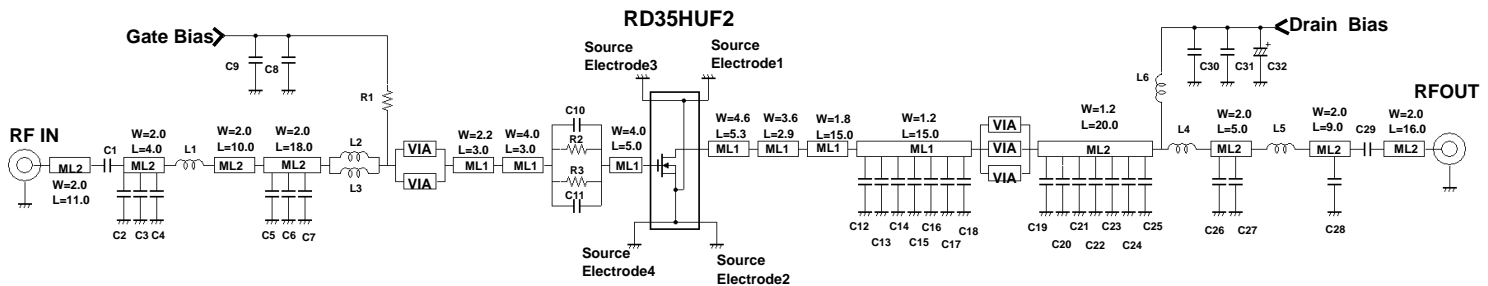 RD35HUF2
Gate Bias
C9
C8
R1
Source
Electrode3
Source
Electrode1
Drain Bias
C30
C31
+
C32
L6
RF IN
ML2
W=2.0
L=11.0
C1
W=2.0
L=4.0
ML2
C2
C3
C4
L1
W=2.0
L=10.0
ML2
W=2.0
L=18.0
ML2
C5
C6
C7
L2
L3
VIA
VIA
W=2.2
L=3.0
ML1
W=4.0
L=3.0
ML1
C10
R2
R3
C11
W=4.0
L=5.0
ML1
Source
Electrode4
Source
Electrode2
W=4.6
L=5.3
ML1
W=3.6
L=2.9
ML1
W=1.8
L=15.0
ML1
W=1.2
L=15.0
ML1
C12
C13
C14
C15
C16
C17
C18
VIA
VIA
VIA
W=1.2
L=20.0
ML2
C19
C20
C21
C22
C23
C24
C25
L4
W=2.0
L=5.0
ML2
C26
C27
L5
W=2.0
L=9.0
ML2
C28
C29
W=2.0
L=16.0
ML2
RFOUT